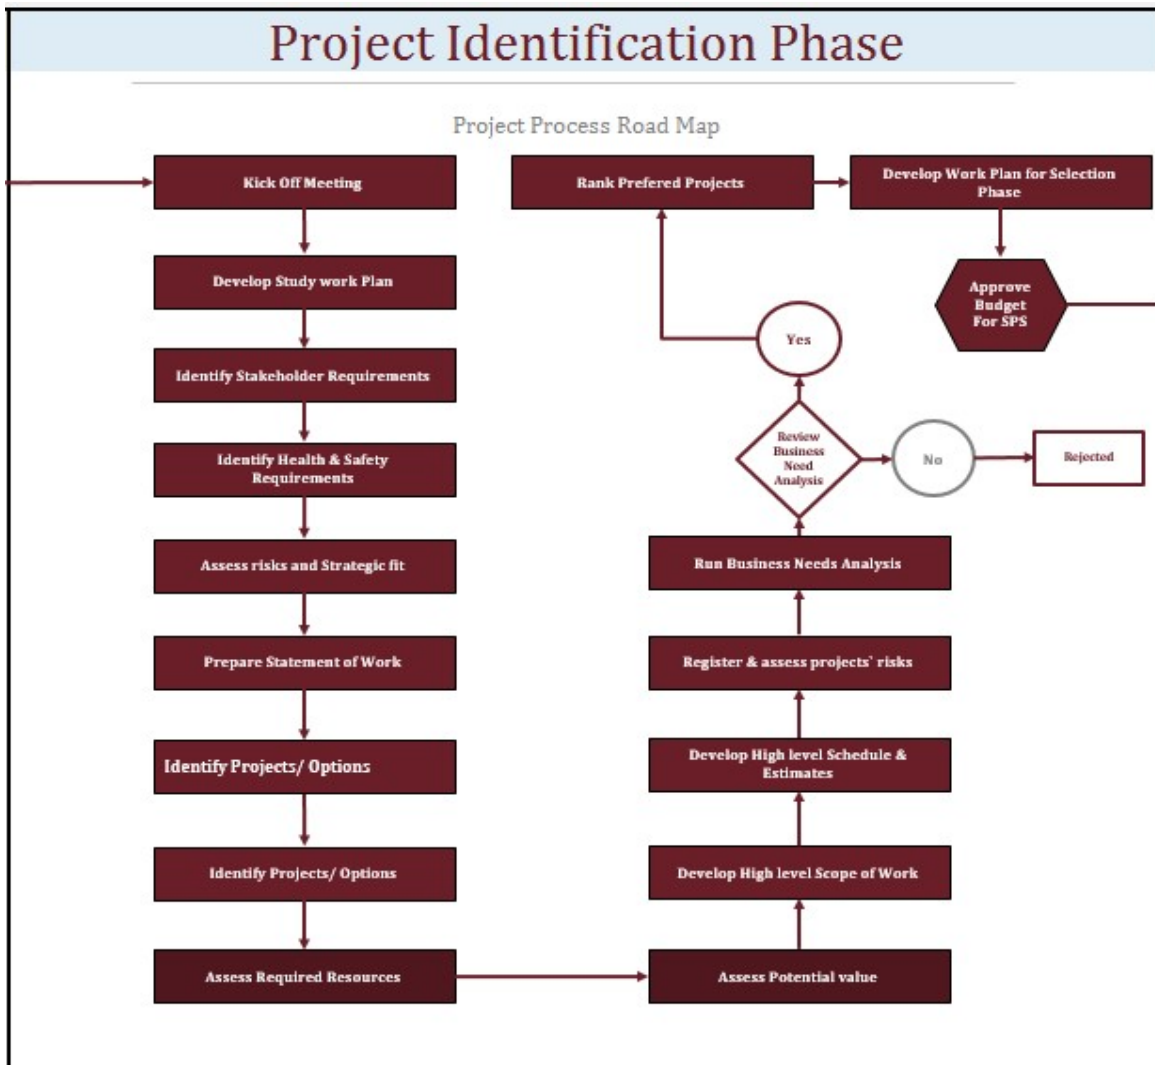 Project Identification Phase
Project Process Road Map
Kick Off Meeting
Develop Study work Plan
Identify Stakeholder Requirements
Identify Health & Safety
Requirements
Assess risks and Strategic fit
Prepare Statement of Work
Identify Projects/ Options
Identify Projects/ Options
Assess Required Resources
Assess Potential value
Develop High level Scope of Work
Develop High level Schedule &
Estimates
Register & assess projects` risks
Run Business Needs Analysis
Review
Business
Need
Analysis
Yes
No
Rejected
Rank Prefered Projects
Develop Work Plan for Selection
Phase
Approve
Budget
For SPS